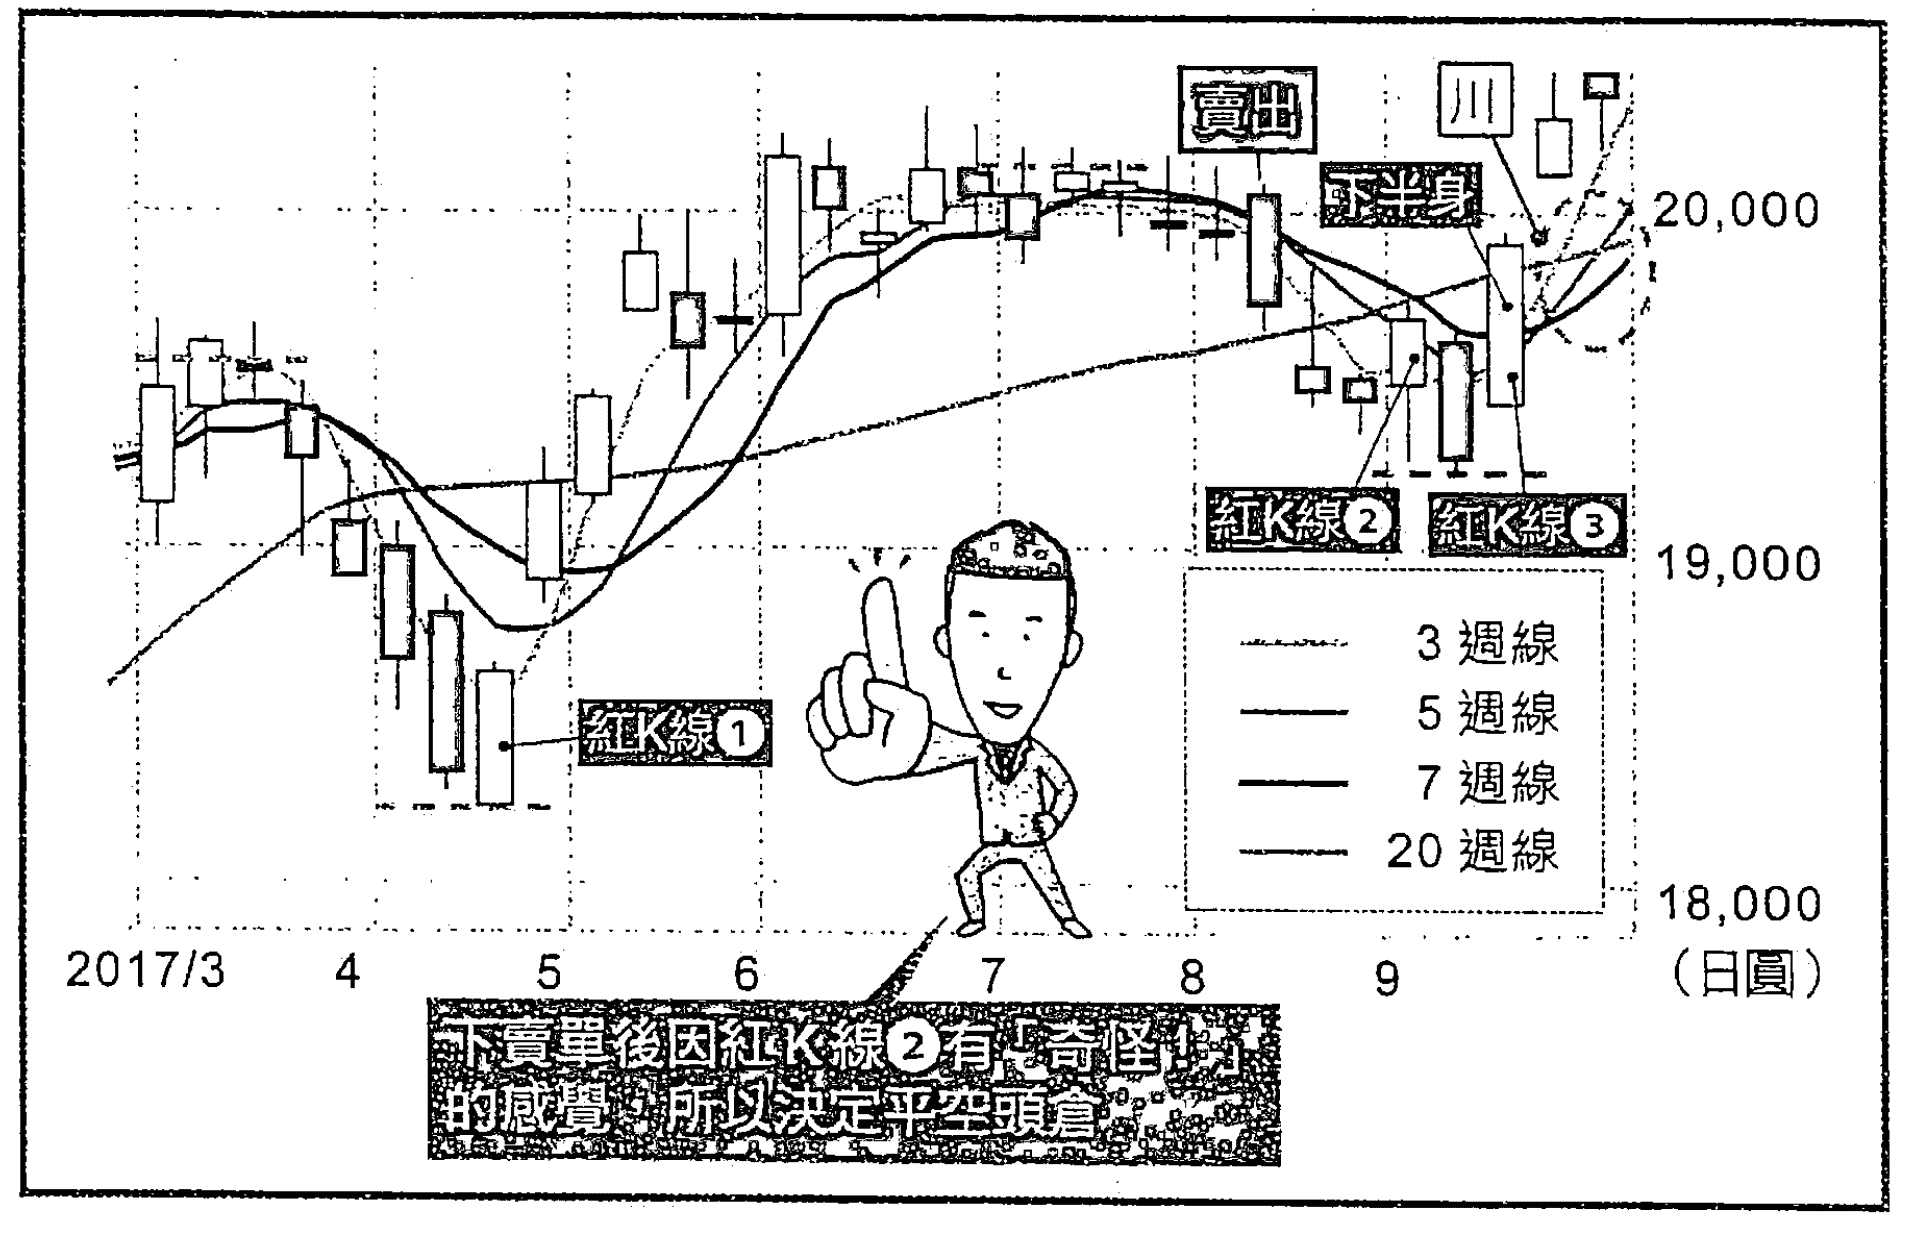 賣出
川
下半身
20,000
紅K線②
紅K線③
19,000
3 週線
5 週線
7 週線
20 週線
紅K線①
18,000
2017/3 4 5 6 7 8 9 (日圓)
下賣單後因紅K線②有「奇怪!」
的感覺,所以決定平空頭倉